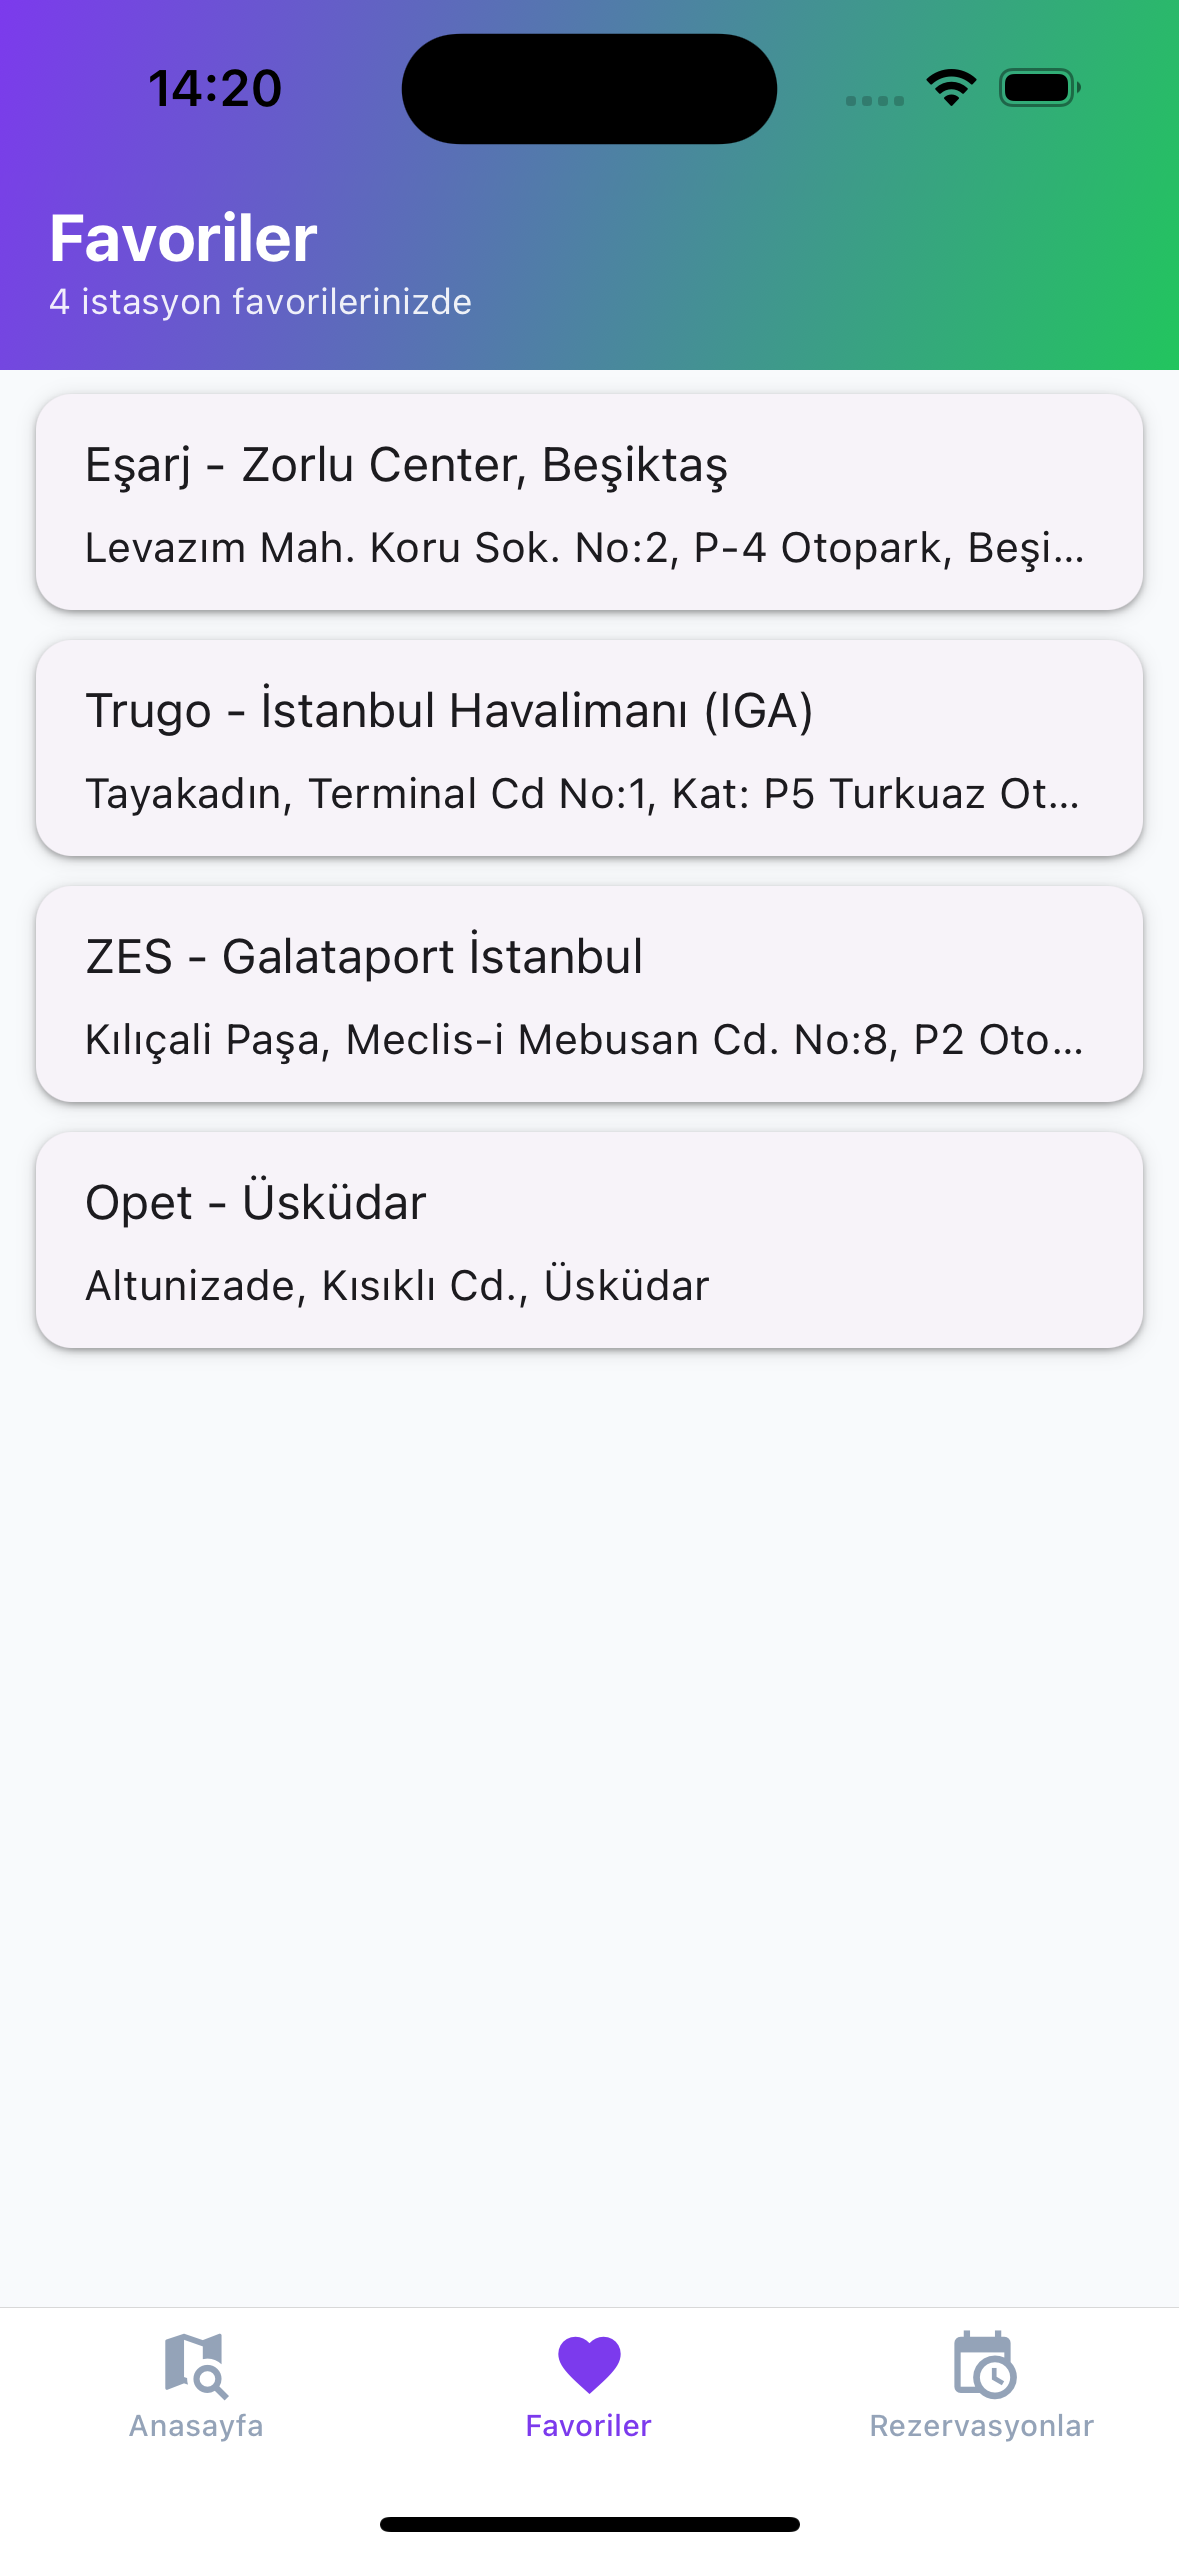 14:20
Favoriler
4 istasyon favorilerinizde
Eşarj - Zorlu Center, Beşiktaş
Levazım Mah. Koru Sok. No:2, P-4 Otopark, Beşi...
Trugo - İstanbul Havalimanı (IGA)
Tayakadın, Terminal Cd No:1, Kat: P5 Turkuaz Ot...
ZES - Galataport İstanbul
Kılıçali Paşa, Meclis-i Mebusan Cd. No:8, P2 Oto...
Opet - Üsküdar
Altunizade, Kısıklı Cd., Üsküdar
Anasayfa
Favoriler
Rezervasyonlar